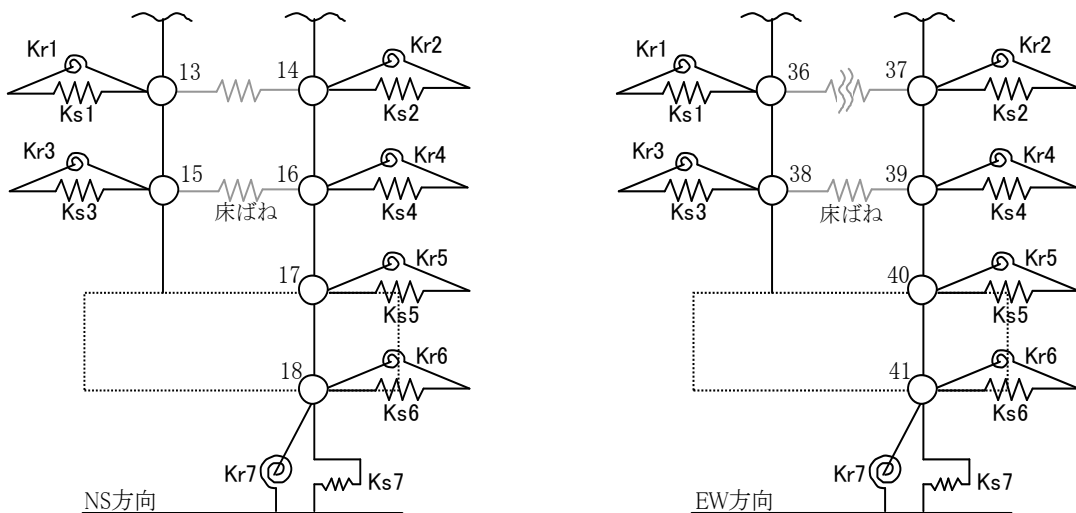 Kr1
13
14
Kr2
Ks1
Ks2
Kr3
15
16
Kr4
Ks3
床ばね
Ks4
17
Kr5
Ks5
18
Kr6
Ks6
Kr7
Ks7
NS方向
Kr1
36
37
Kr2
Ks1
Ks2
Kr3
38
39
Kr4
Ks3
床ばね
Ks4
40
Kr5
Ks5
41
Kr6
Ks6
Kr7
Ks7
EW方向